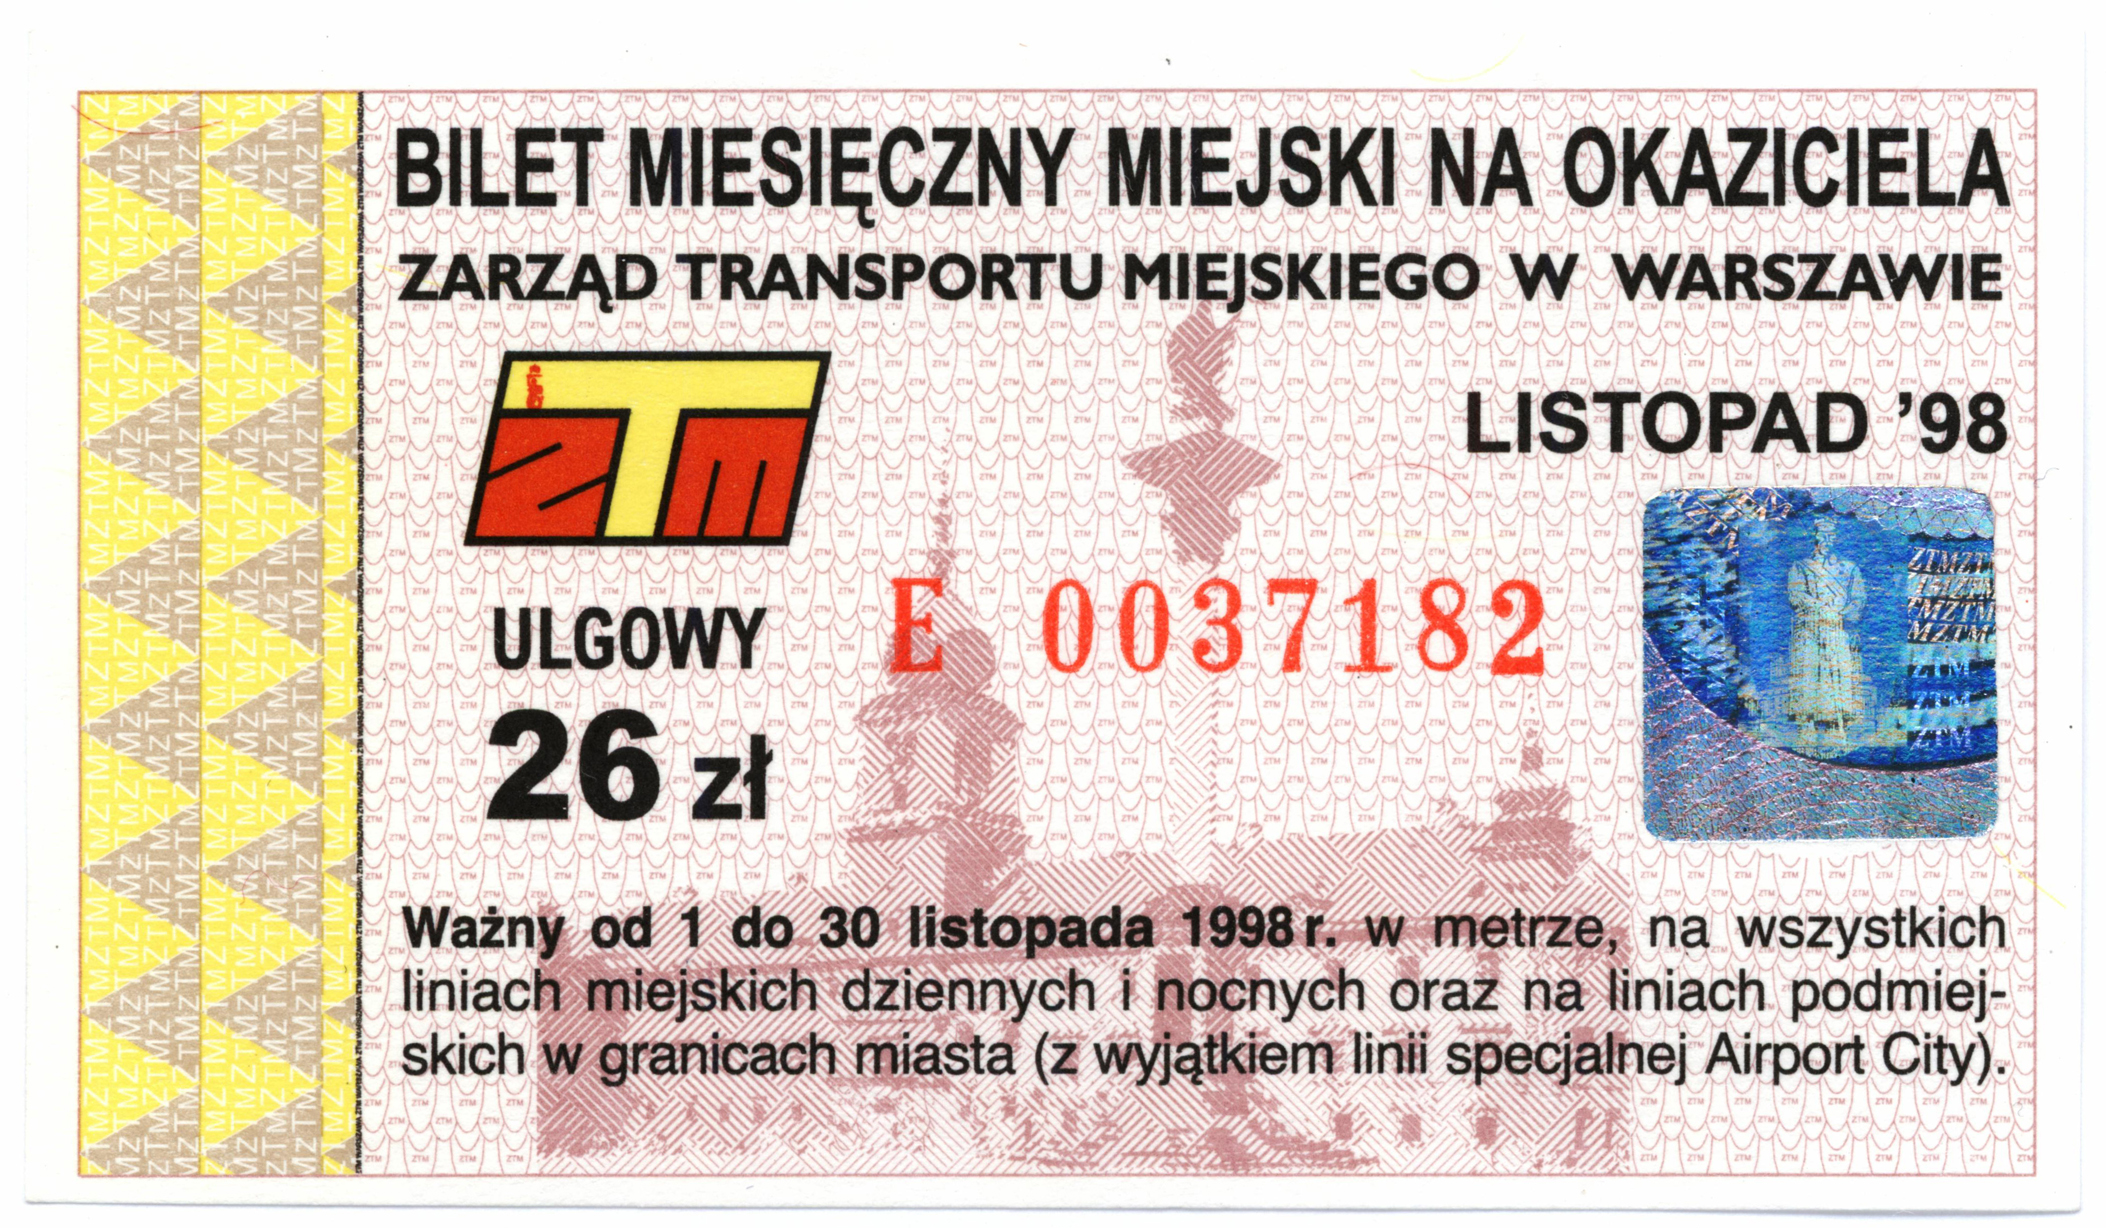 BILET MIESIĘCZNY MIEJSKI NA OKAZICIELA
ZARZĄD TRANSPORTU MIEJSKIEGO W WARSZAWIE
ZTM
LISTOPAD '98
ULGOWY
E 0037182
26 zł
Ważny od 1 do 30 listopada 1998 r. w metrze, na wszystkich
liniach miejskich dziennych i nocnych oraz na liniach podmiej-
skich w granicach miasta (z wyjątkiem linii specjalnej Airport City).